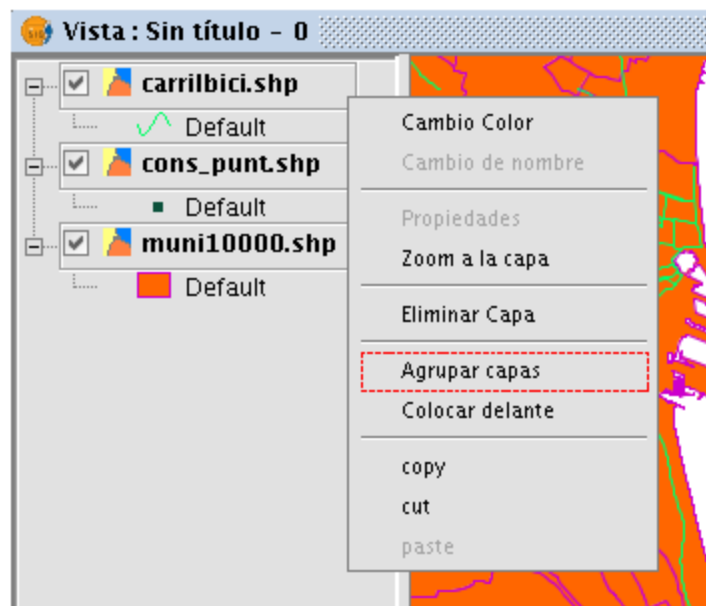 Vista : Sin título - 0
carrilbici.shp
Default
cons_punt.shp
Default
muni10000.shp
Default
Cambio Color
Cambio de nombre
Propiedades
Zoom a la capa
Eliminar Capa
Agrupar capas
Colocar delante
copy
cut
paste